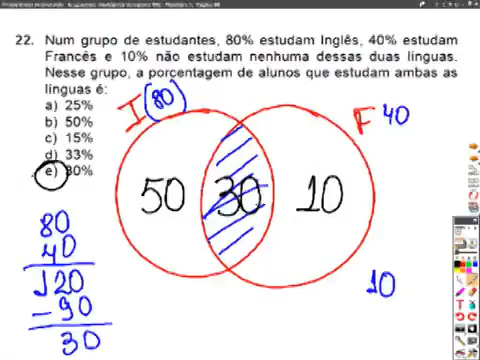 22. Num grupo de estudantes, 80% estudam Inglês, 40% estudam
Francês e 10% não estudam nenhuma dessas duas línguas.
Nesse grupo, a porcentagem de alunos que estudam ambas as
línguas é:
a) 25%
b) 50%
c) 15%
d) 33%
e) 30%
I (80)
F 40
50 30 10
10
80
40
120
- 90
30